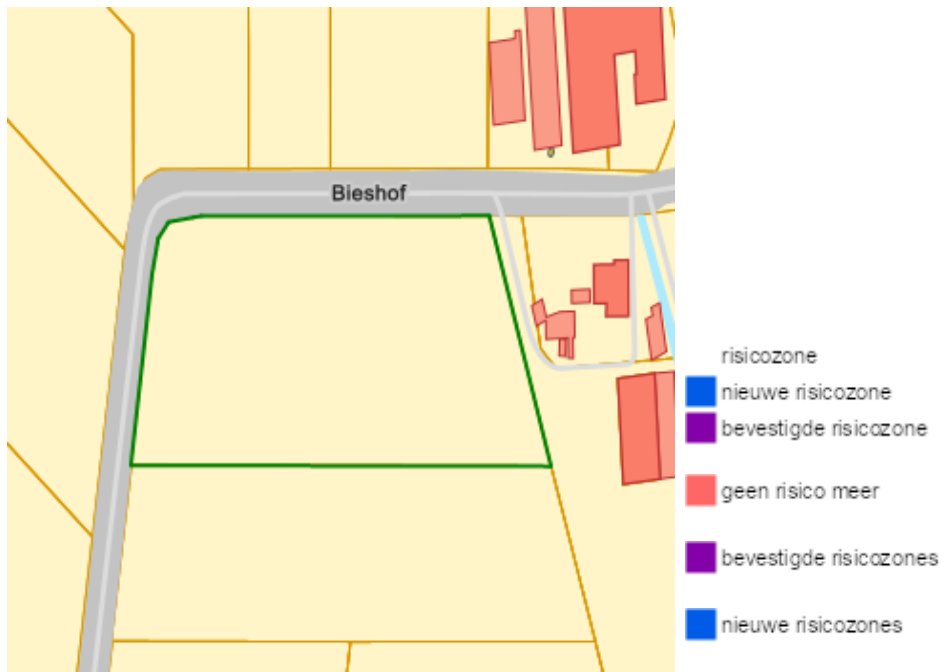 Bieshof
risicozone
nieuwe risicozone
bevestigde risicozone
geen risico meer
bevestigde risicozones
nieuwe risicozones